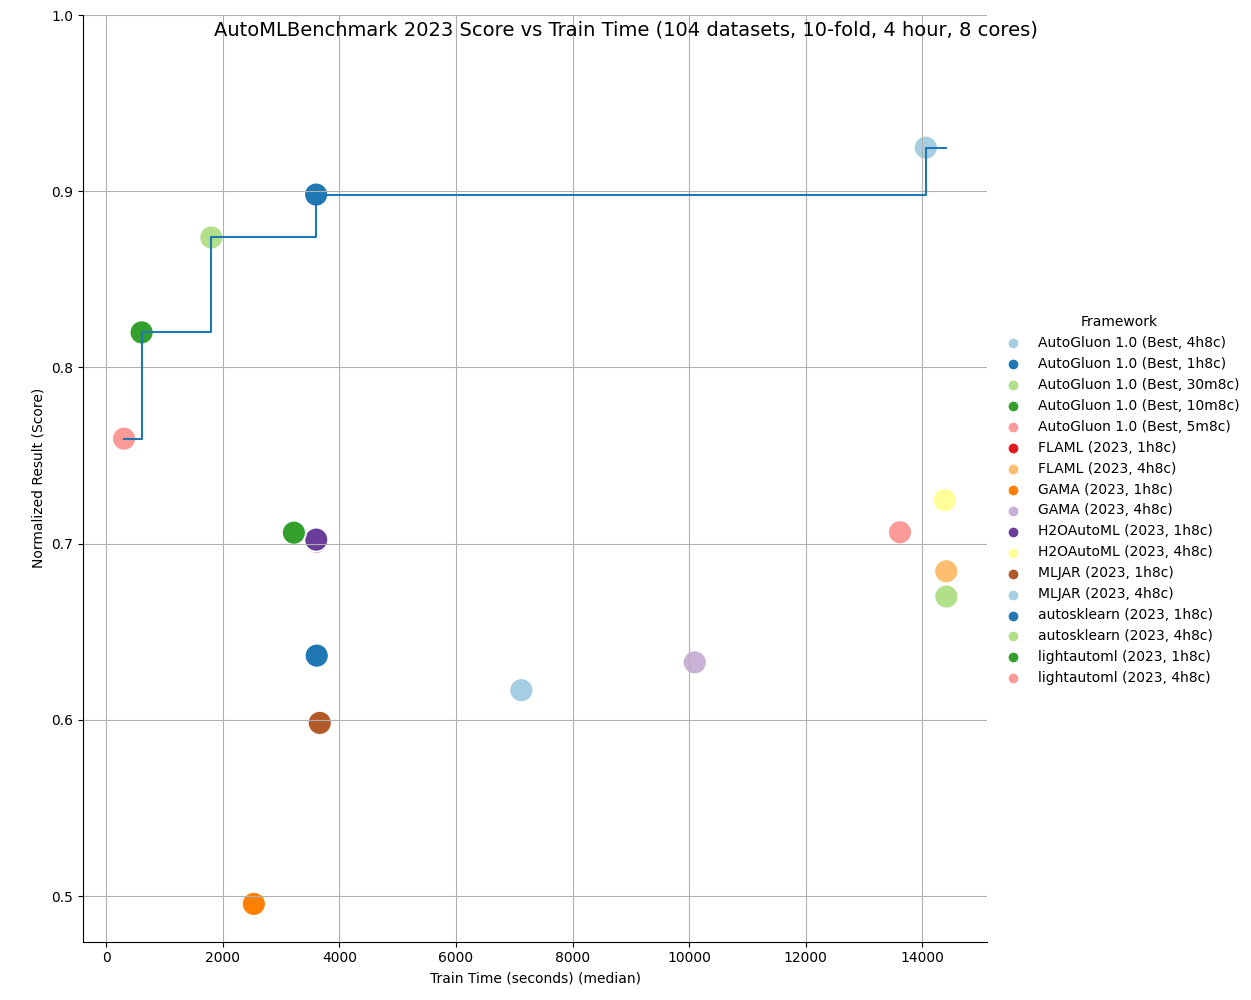 AutoMLBenchmark 2023 Score vs Train Time (104 datasets, 10-fold, 4 hour, 8 cores)
1.0
0.9
0.8
0.7
0.6
0.5
Normalized Result (Score)
0
2000
4000
6000
8000
10000
12000
14000
Train Time (seconds) (median)
Framework
AutoGluon 1.0 (Best, 4h8c)
AutoGluon 1.0 (Best, 1h8c)
AutoGluon 1.0 (Best, 30m8c)
AutoGluon 1.0 (Best, 10m8c)
AutoGluon 1.0 (Best, 5m8c)
FLAML (2023, 1h8c)
FLAML (2023, 4h8c)
GAMA (2023, 1h8c)
GAMA (2023, 4h8c)
H2OAutoML (2023, 1h8c)
H2OAutoML (2023, 4h8c)
MLJAR (2023, 1h8c)
MLJAR (2023, 4h8c)
autosklearn (2023, 1h8c)
autosklearn (2023, 4h8c)
lightautoml (2023, 1h8c)
lightautoml (2023, 4h8c)